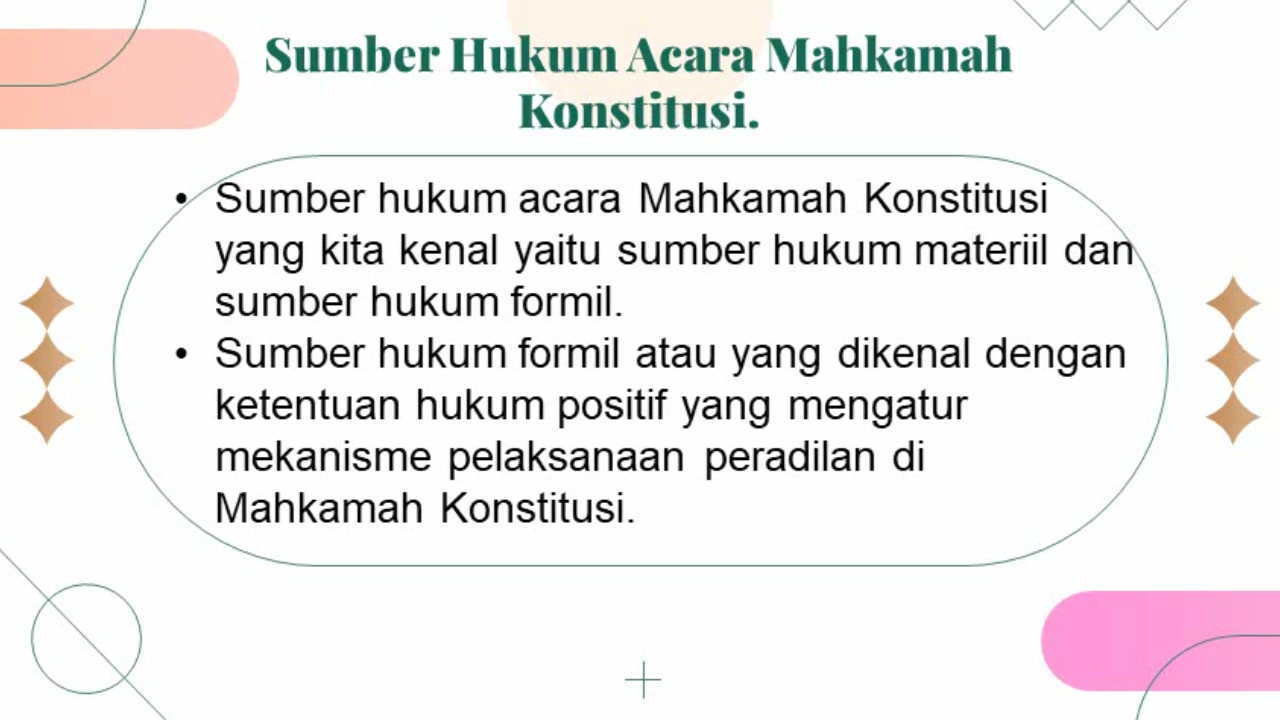 Sumber Hukum Acara Mahkamah
Konstitusi.
• Sumber hukum acara Mahkamah Konstitusi
yang kita kenal yaitu sumber hukum materiil dan
sumber hukum formil.
• Sumber hukum formil atau yang dikenal dengan
ketentuan hukum positif yang mengatur
mekanisme pelaksanaan peradilan di
Mahkamah Konstitusi.